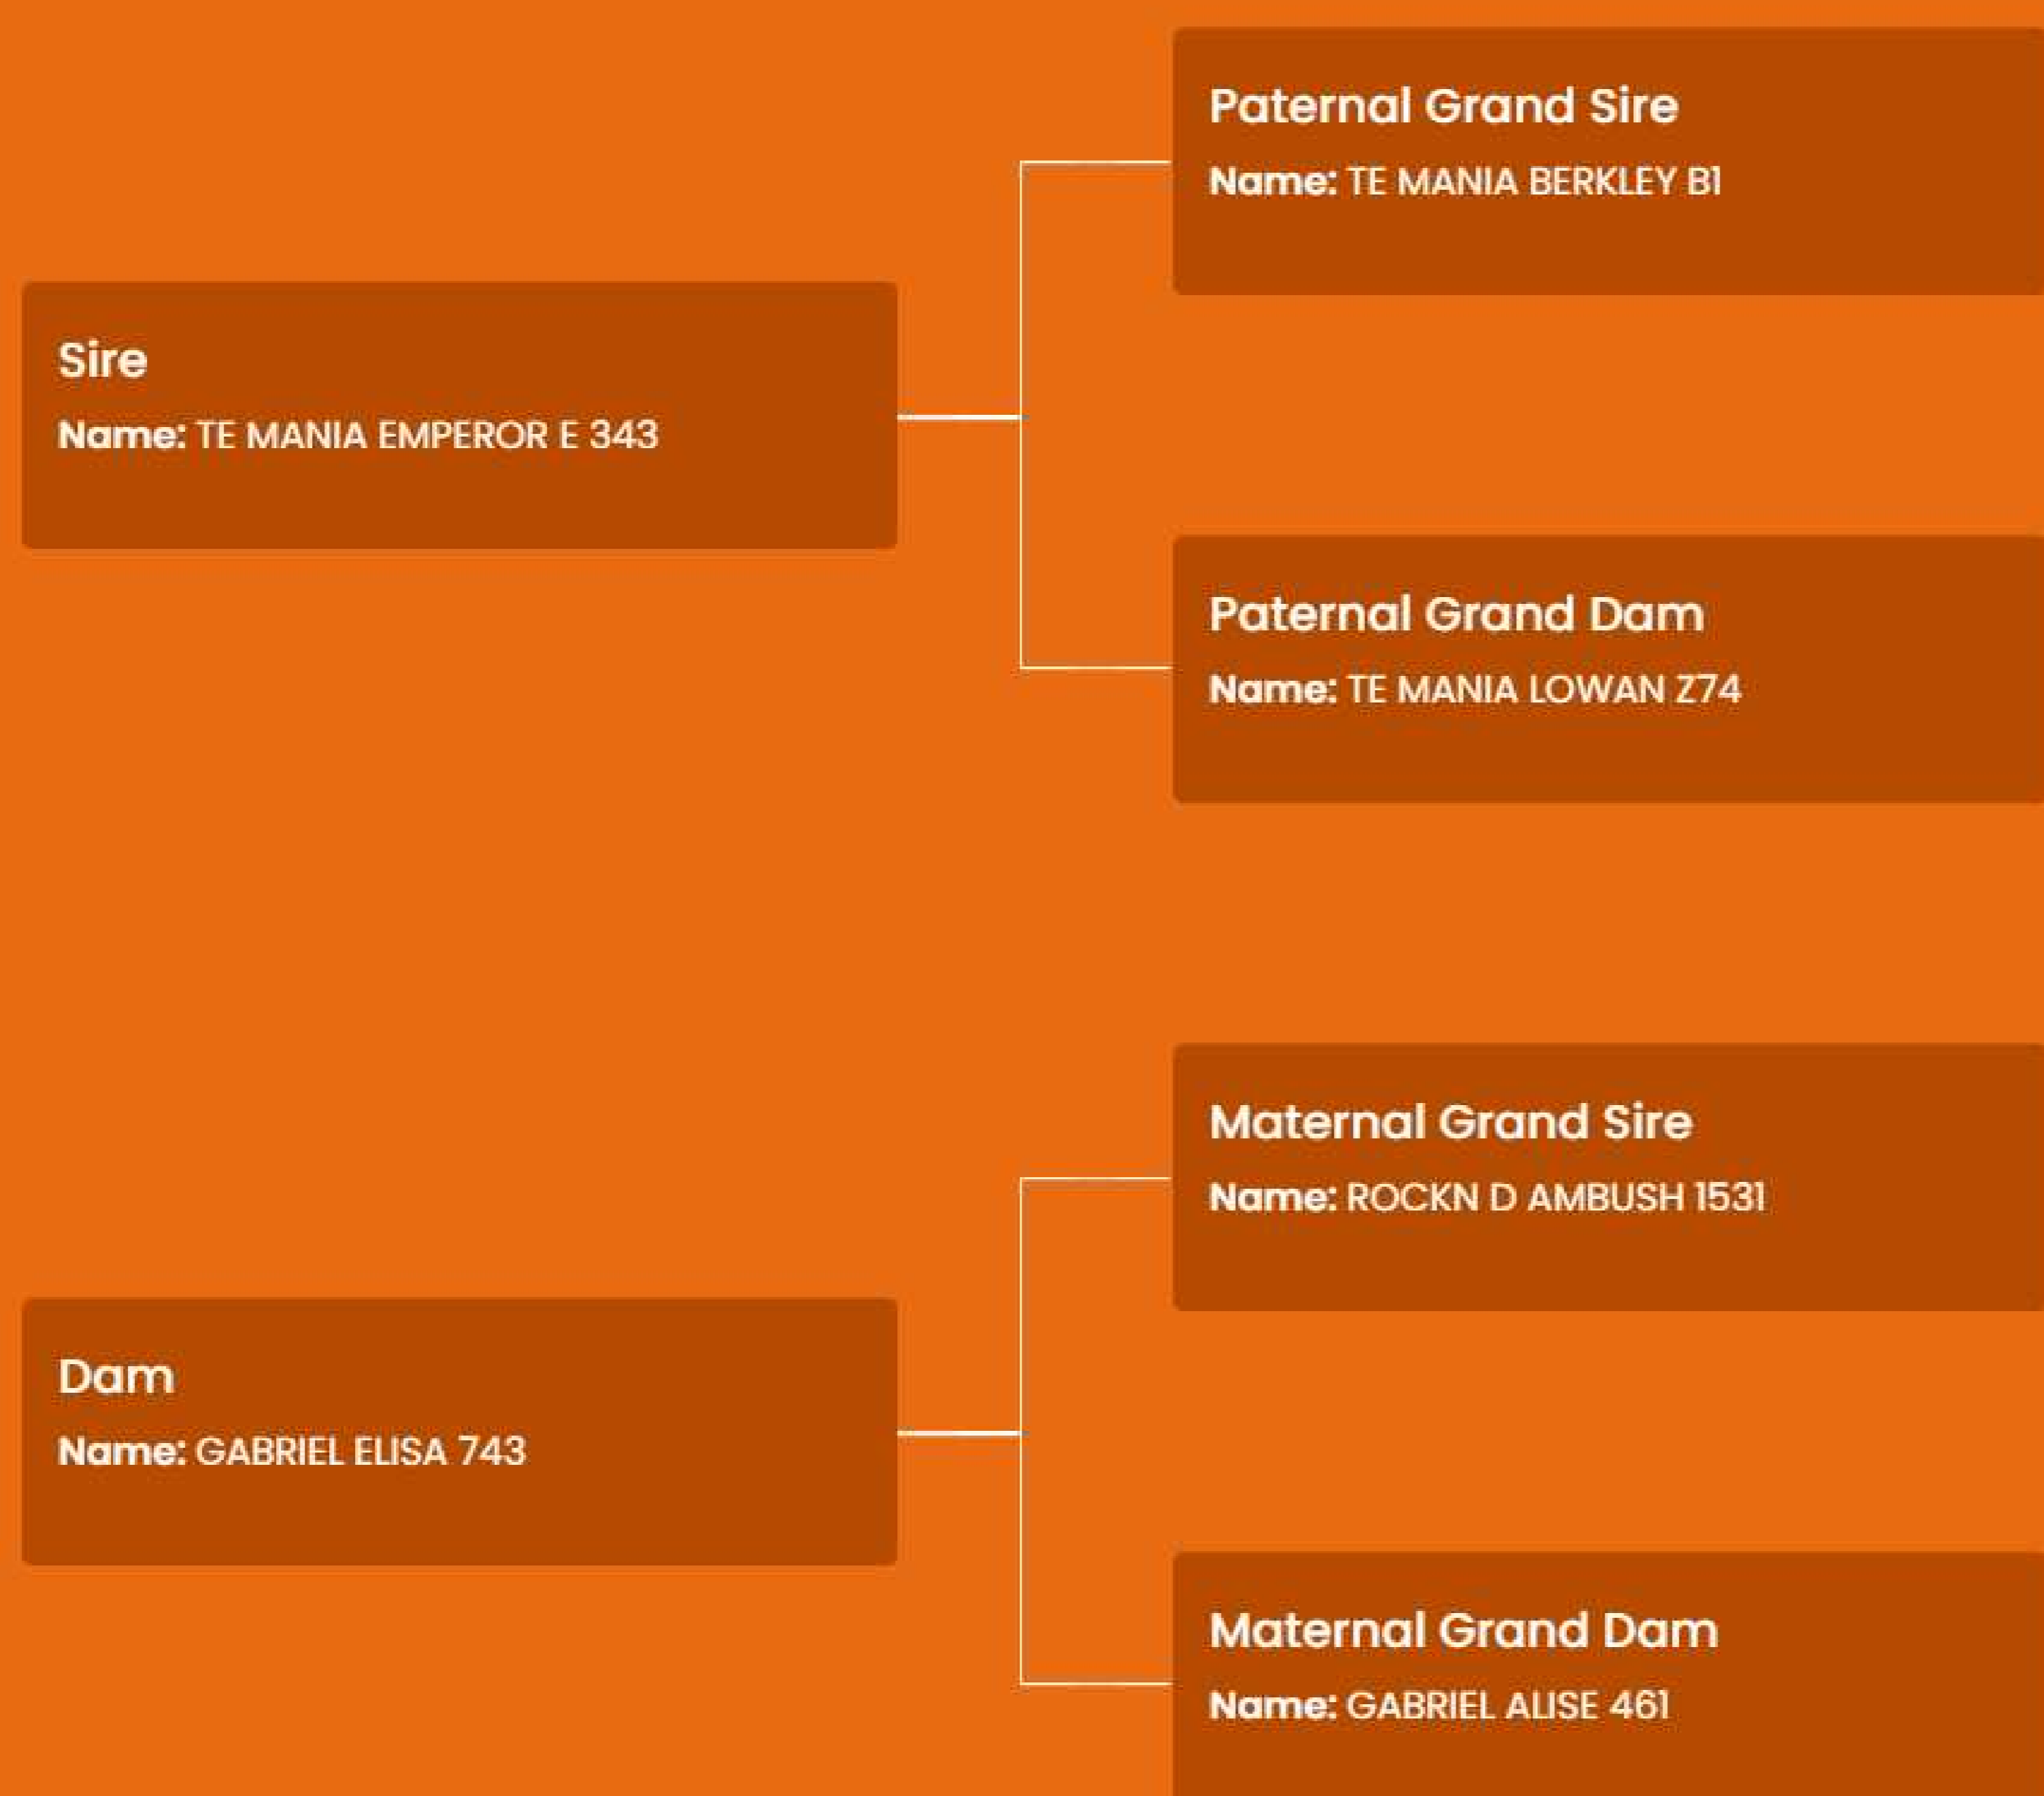 Paternal Grand Sire
Name: TE MANIA BERKLEY B1
Sire
Name: TE MANIA EMPEROR E 343
Paternal Grand Dam
Name: TE MANIA LOWAN Z74
Maternal Grand Sire
Name: ROCKN D AMBUSH 1531
Dam
Name: GABRIEL ELISA 743
Maternal Grand Dam
Name: GABRIEL ALISE 461